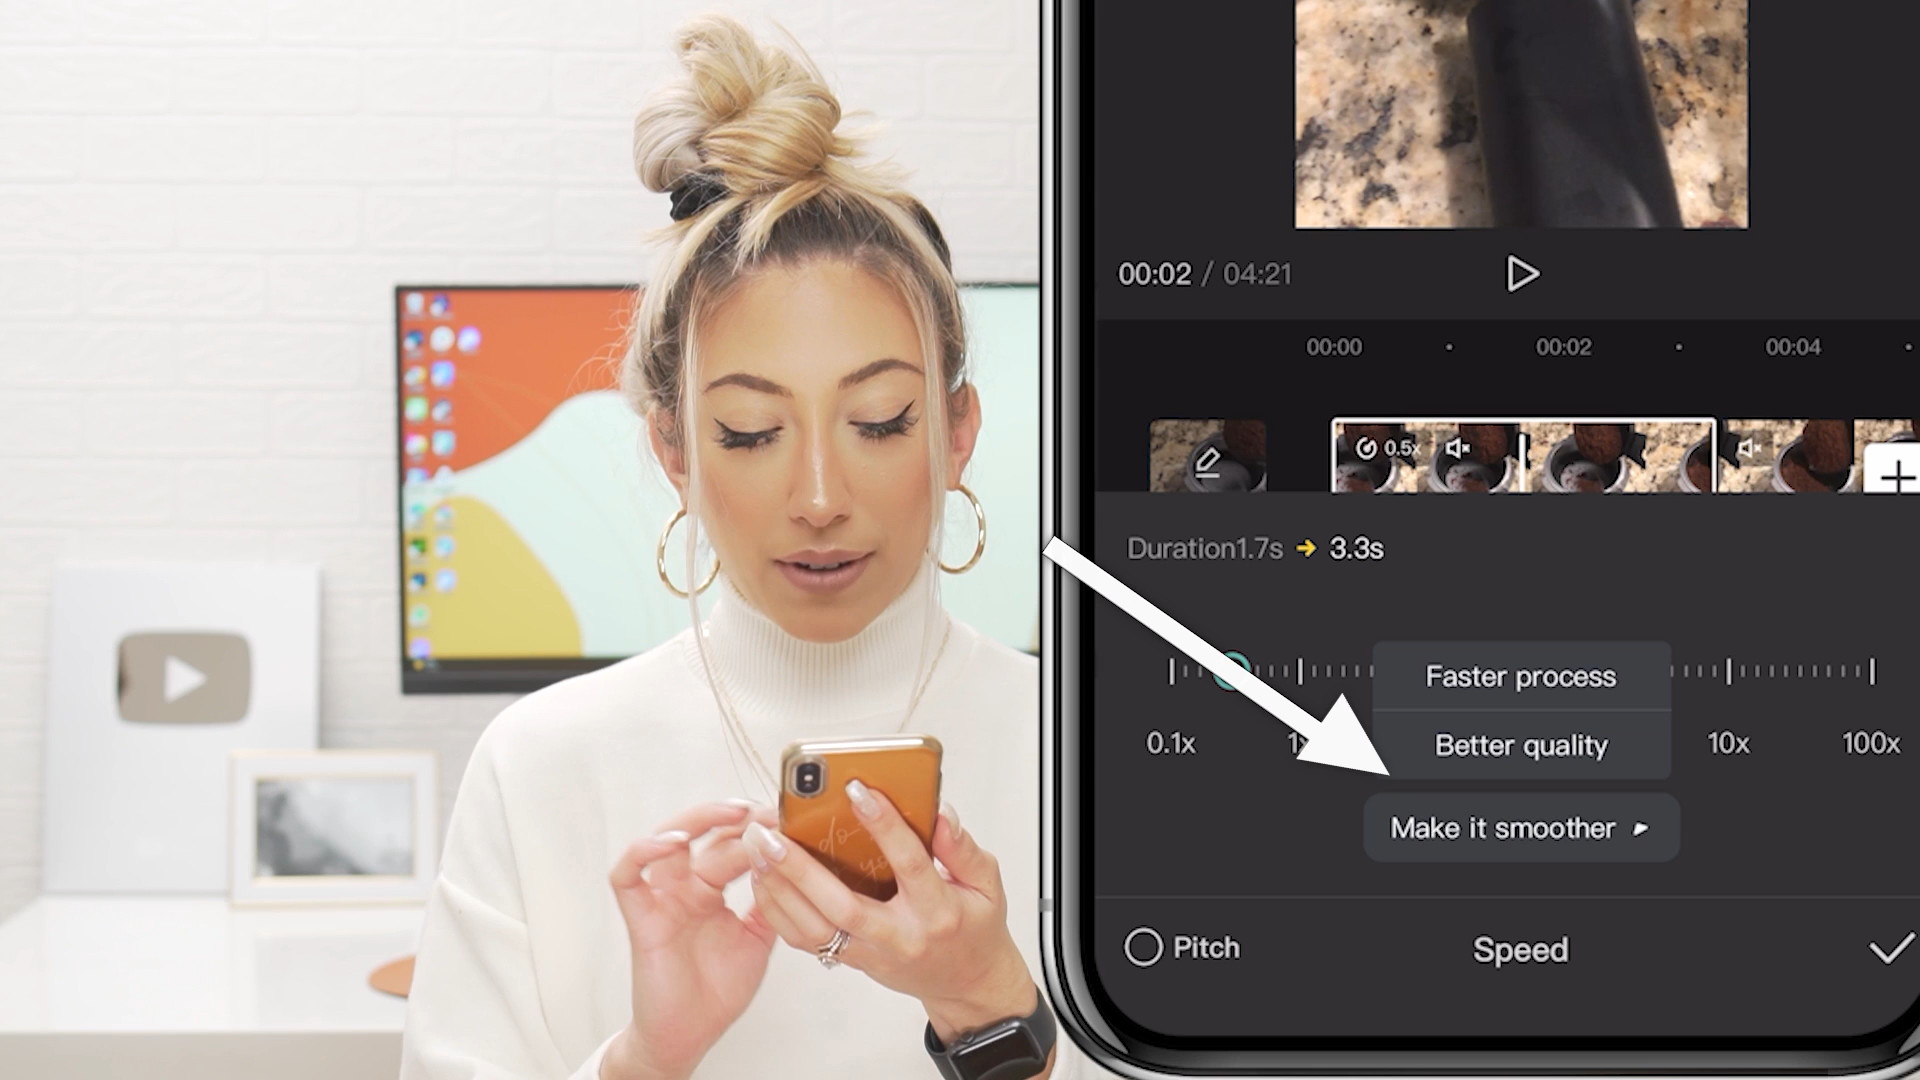 00:02 / 04:21
00:00 00:02 00:04
0.5x
Duration1.7s → 3.3s
Faster process
0.1x 10x 100x
Better quality
Make it smoother
Pitch Speed
do